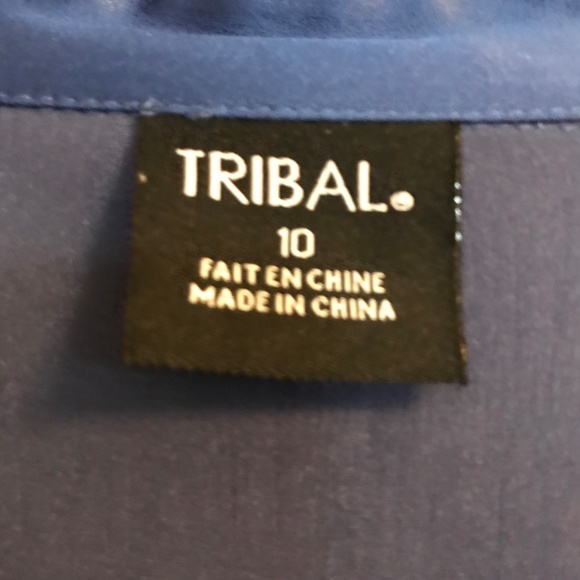 TRIBAL.
10
FAIT EN CHINE
MADE IN CHINA